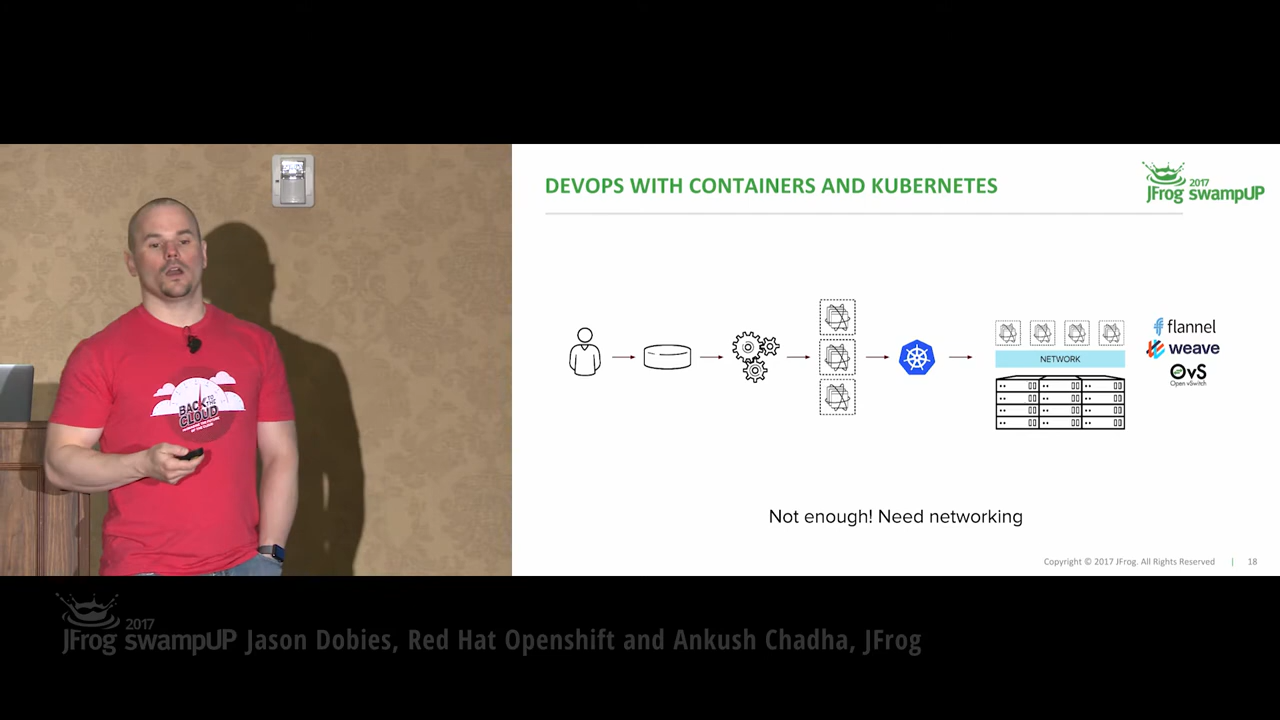 DEVOPS WITH CONTAINERS AND KUBERNETES
2017
JFrog swampUP
flannel
weave
NETWORK
OvS
Open vSwitch
BACK
TO
THE
CLOUD
Not enough! Need networking
Copyright © 2017 JFrog. All Rights Reserved | 18
2017
JFrog swampUP Jason Dobies, Red Hat Openshift and Ankush Chadha, JFrog